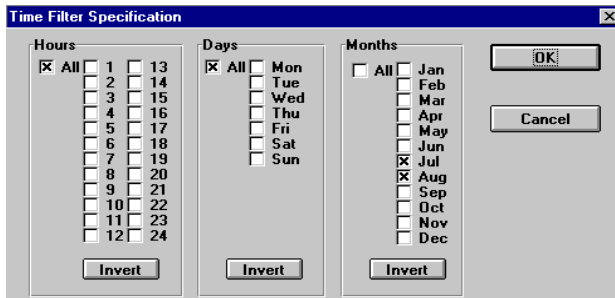 Time Filter Specification
Hours
All 1 13
2 14
3 15
4 16
5 17
6 18
7 19
8 20
9 21
10 22
11 23
12 24
Invert
Days
All Mon
Tue
Wed
Thu
Fri
Sat
Sun
Invert
Months
All Jan
Feb
Mar
Apr
May
Jun
Jul
Aug
Sep
Oct
Nov
Dec
Invert
OK
Cancel